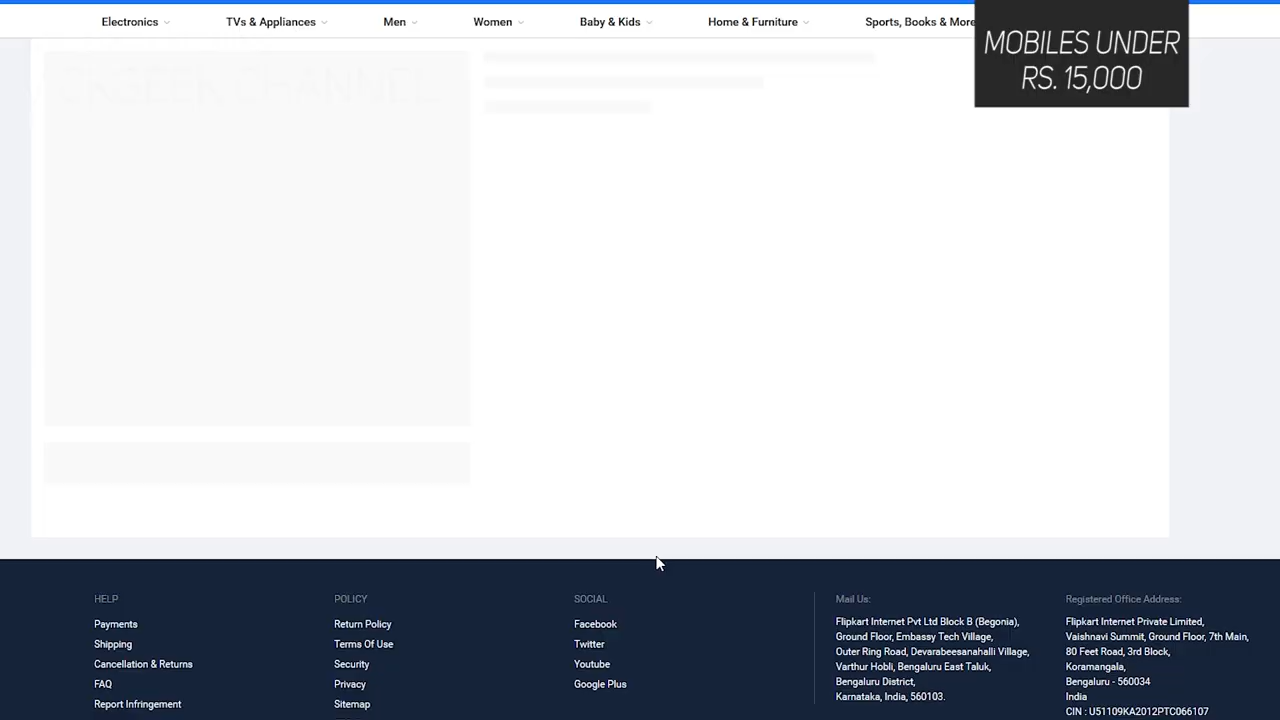 Electronics
TVs & Appliances
Men
Women
Baby & Kids
Home & Furniture
Sports, Books & More
MOBILES UNDER
RS. 15,000
HELP
Payments
Shipping
Cancellation & Returns
FAQ
Report Infringement
POLICY
Return Policy
Terms Of Use
Security
Privacy
Sitemap
SOCIAL
Facebook
Twitter
Youtube
Google Plus
Mail Us:
Flipkart Internet Pvt Ltd Block B (Begonia),
Ground Floor, Embassy Tech Village,
Outer Ring Road, Devarabeesanahalli Village,
Varthur Hobli, Bengaluru East Taluk,
Bengaluru District,
Karnataka, India, 560103.
Registered Office Address:
Flipkart Internet Private Limited,
Vaishnavi Summit, Ground Floor, 7th Main,
80 Feet Road, 3rd Block,
Koramangala,
Bengaluru - 560034
India
CIN : U51109KA2012PTC066107